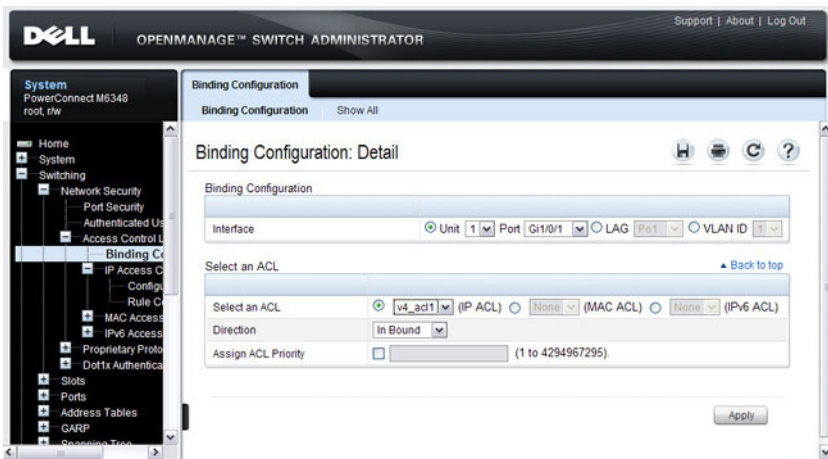 Support | About | Log Out
DELL
OPENMANAGE™ SWITCH ADMINISTRATOR
System
PowerConnect M6348
root, r/w
Home
System
Switching
Network Security
Port Security
Authenticated Us
Access Control L
Binding Co
IP Access C
Configu
Rule Co
MAC Access
IPv6 Access
Proprietary Proto
Dot1x Authentica
Slots
Ports
Address Tables
GARP
Spanning Tree
Binding Configuration
Binding Configuration Show All
Binding Configuration: Detail
Binding Configuration
Interface Unit 1 Port Gi1/0/1 LAG Po1 VLAN ID 1
Select an ACL Back to top
Select an ACL v4_acl1 (IP ACL) None (MAC ACL) None (IPv6 ACL)
Direction In Bound
Assign ACL Priority (1 to 4294967295).
Apply